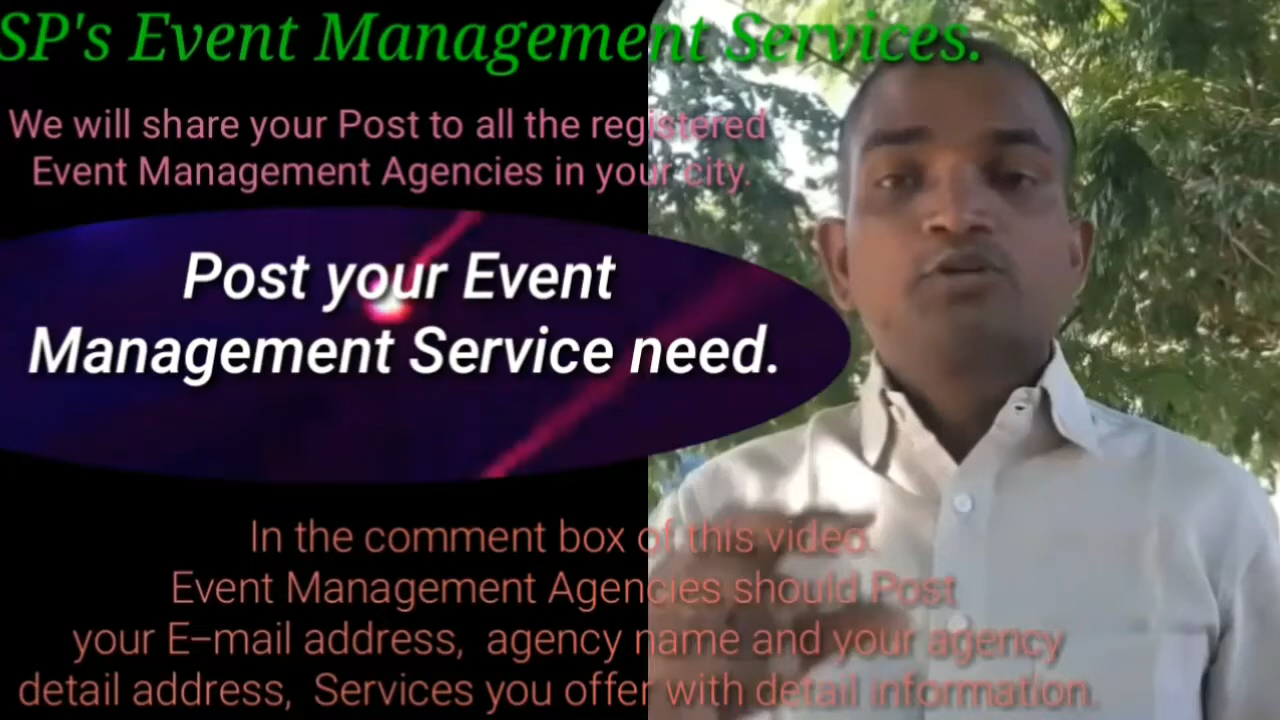 SP's Event Management Services.
We will share your Post to all the registered
Event Management Agencies in your city.
Post your Event
Management Service need.
In the comment box of this video
Event Management Agencies should Post
your E–mail address, agency name and your agency
detail address, Services you offer with detail information.